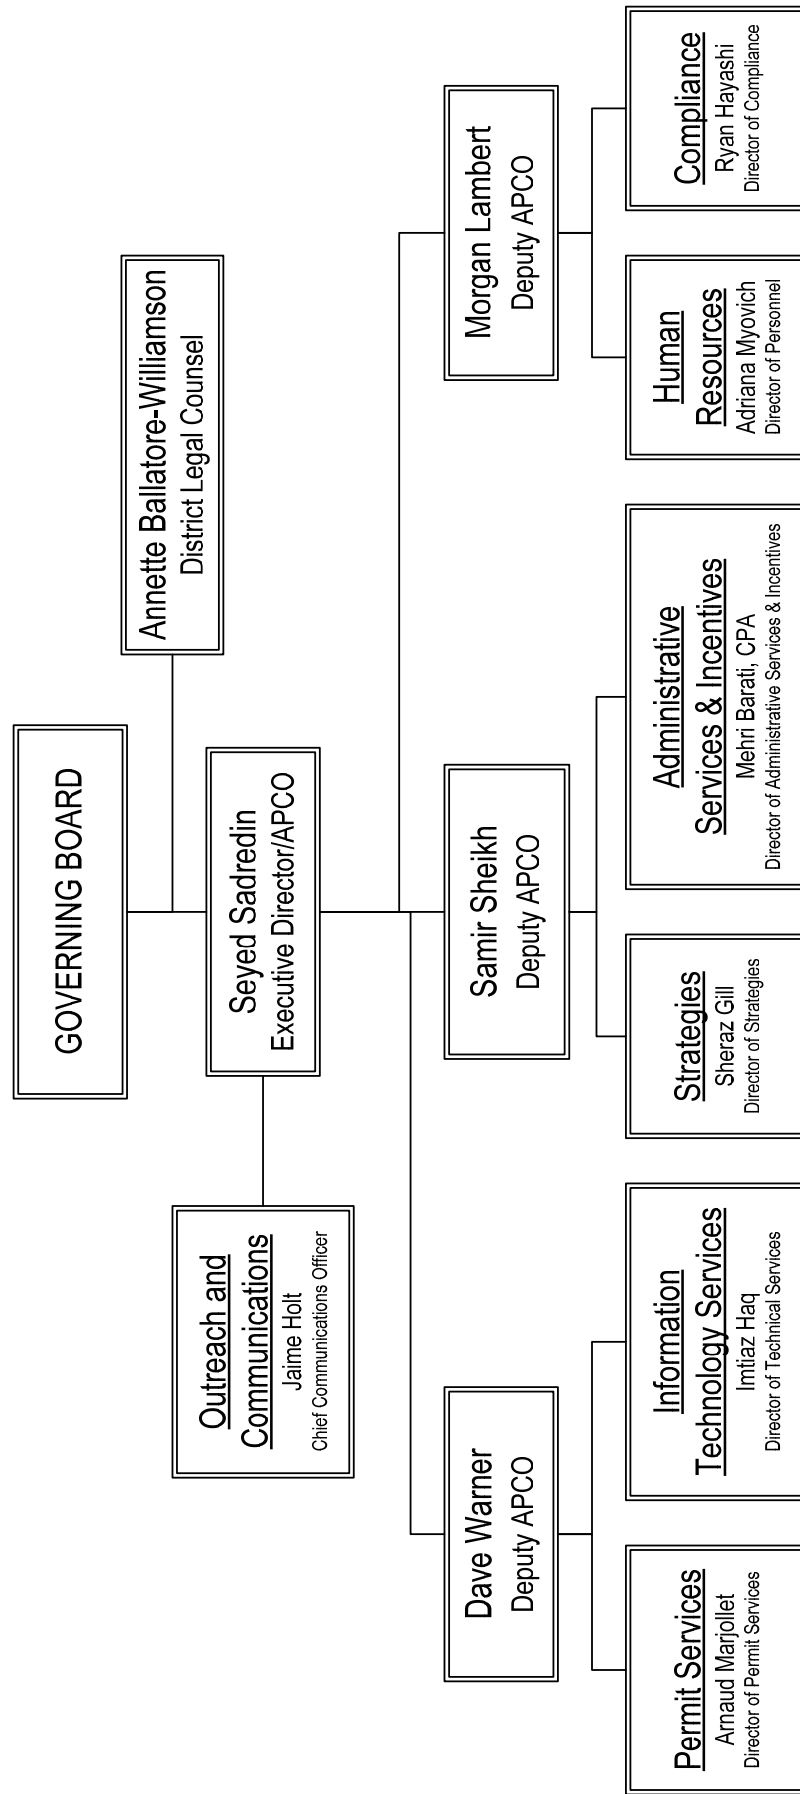 GOVERNING BOARD
Annette Ballatore-Williamson
District Legal Counsel
Seyed Sadredin
Executive Director/APCO
Outreach and
Communications
Jaime Holt
Chief Communications Officer
Dave Warner
Deputy APCO
Samir Sheikh
Deputy APCO
Morgan Lambert
Deputy APCO
Permit Services
Arnaud Marjollet
Director of Permit Services
Information
Technology Services
Imtiaz Haq
Director of Technical Services
Strategies
Sheraz Gill
Director of Strategies
Administrative
Services & Incentives
Mehri Barati, CPA
Director of Administrative Services & Incentives
Human
Resources
Adriana Myovich
Director of Personnel
Compliance
Ryan Hayashi
Director of Compliance